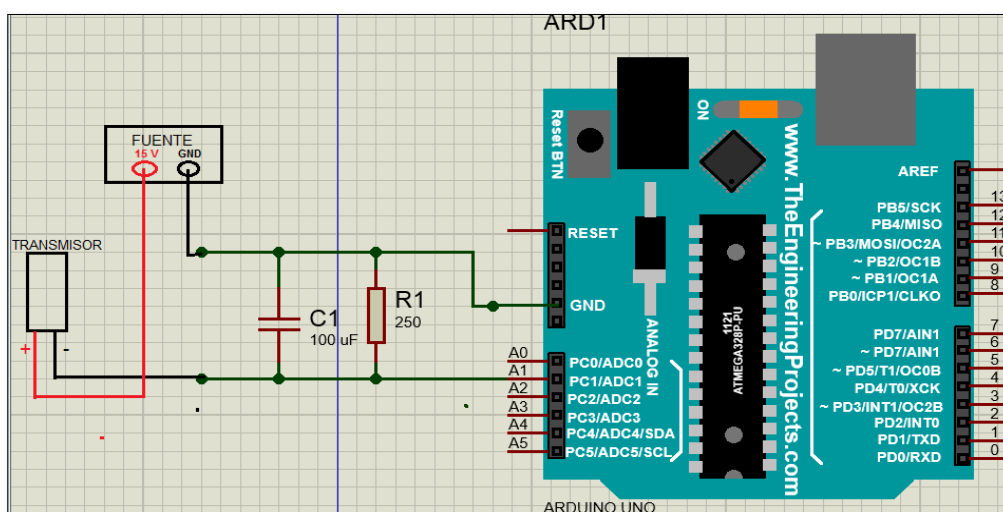 ARD1
FUENTE
15 V GND
TRANSMISOR
+ -
C1
100 uF
R1
250
Reset BTN
ON
www.TheEngineeringProjects.com
RESET
GND
ANALOG IN
1121
ATMEGA328P-PU
A0 PC0/ADC0
A1 PC1/ADC1
A2 PC2/ADC2
A3 PC3/ADC3
A4 PC4/ADC4/SDA
A5 PC5/ADC5/SCL
AREF
PB5/SCK 13
PB4/MISO 12
~ PB3/MOSI/OC2A 11
~ PB2/OC1B 10
~ PB1/OC1A 9
PB0/ICP1/CLKO 8
PD7/AIN1 7
~ PD7/AIN1 6
~ PD5/T1/OC0B 5
PD4/T0/XCK 4
~ PD3/INT1/OC2B 3
PD2/INT0 2
PD1/TXD 1
PD0/RXD 0
ARDUINO UNO